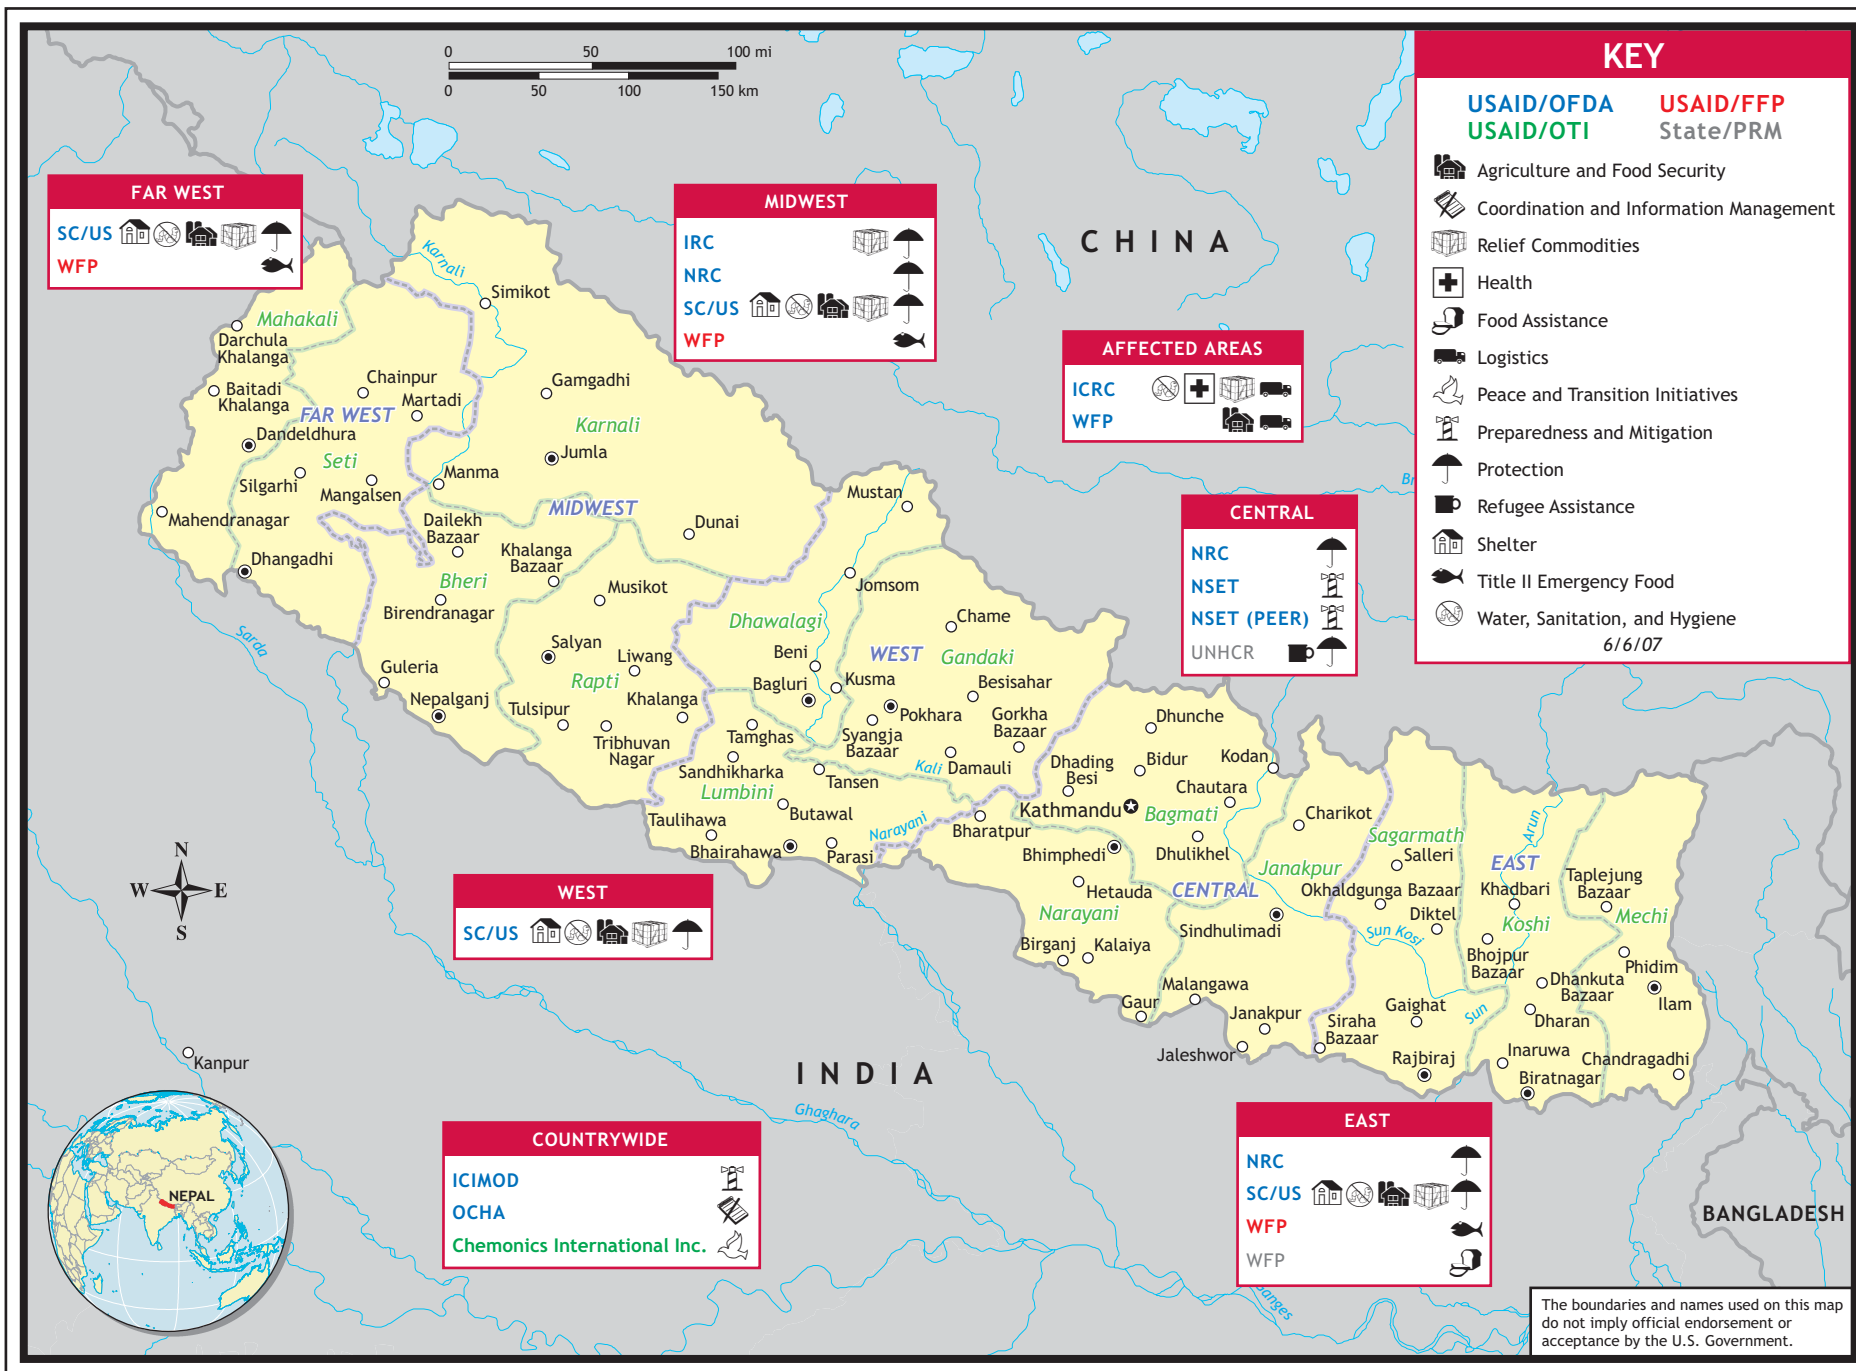 0 50 100 mi
0 50 100 150 km
KEY
USAID/OFDA USAID/FFP
USAID/OTI State/PRM
Agriculture and Food Security
Coordination and Information Management
Relief Commodities
Health
Food Assistance
Logistics
Peace and Transition Initiatives
Preparedness and Mitigation
Protection
Refugee Assistance
Shelter
Title II Emergency Food
Water, Sanitation, and Hygiene
6/6/07
FAR WEST
SC/US
WFP
MIDWEST
IRC
NRC
SC/US
WFP
CHINA
AFFECTED AREAS
ICRC
WFP
CENTRAL
NRC
NSET
NSET (PEER)
UNHCR
Br
Karnali
Simikot
Mahakali
Darchula
Khalanga
Baitadi
Khalanga
Chainpur
Martadi
FAR WEST
Dandeldhura
Seti
Silgarhi
Mangalsen
Mahendranagar
Dhangadhi
Gamgadhi
Karnali
Jumla
Manma
MIDWEST
Dunai
Dailekh
Bazaar
Khalanga
Bazaar
Bheri
Birendranagar
Musikot
Salyan
Liwang
Rapti
Khalanga
Guleria
Nepalganj
Tulsipur
Tribhuvan
Nagar
Sarda
Mustan
Jomsom
Dhawalagi
Chame
WEST
Gandaki
Beni
Kusma
Bagluri
Besisahar
Pokhara
Syangja
Bazaar
Gorkha
Bazaar
Tamghas
Sandhikharka
Lumbini
Tansen
Kali
Damauli
Butawal
Taulihawa
Bhairahawa
Parasi
Narayani
Bharatpur
Dhunche
Dhading
Besi
Bidur
Kodan
Chautara
Kathmandu
Bagmati
Charikot
Bhimphedi
Dhulikhel
Janakpur
Hetauda
CENTRAL
Narayani
Sindhulimadi
Birganj
Kalaiya
Malangawa
Gaur
Janakpur
Jaleshwor
Sagarmath
Salleri
Okhaldgunga Bazaar
Diktel
Sun Kosi
Arun
EAST
Khadbari
Koshi
Taplejung
Bazaar
Mechi
Bhojpur
Bazaar
Phidim
Dhankuta
Bazaar
Ilam
Gaighat
Sun
Dharan
Siraha
Bazaar
Rajbiraj
Inaruwa
Chandragadhi
Biratnagar
N
W E
S
WEST
SC/US
Kanpur
INDIA
Ghaghara
NEPAL
COUNTRYWIDE
ICIMOD
OCHA
Chemonics International Inc.
EAST
NRC
SC/US
WFP
WFP
BANGLADESH
The boundaries and names used on this map
do not imply official endorsement or
acceptance by the U.S. Government.